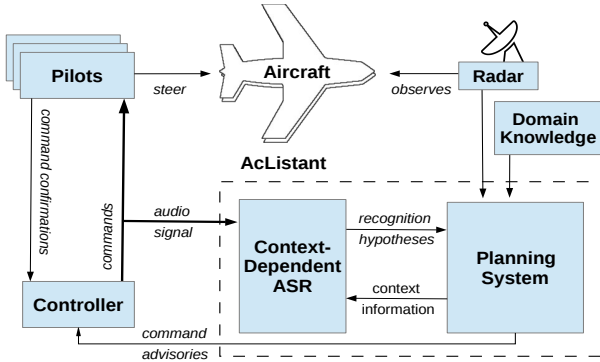 Pilots
steer
Aircraft
observes
Radar
Domain
Knowledge
command confirmations
commands
AcListant
audio
signal
Context-
Dependent
ASR
recognition
hypotheses
context
information
Planning
System
Controller
command
advisories